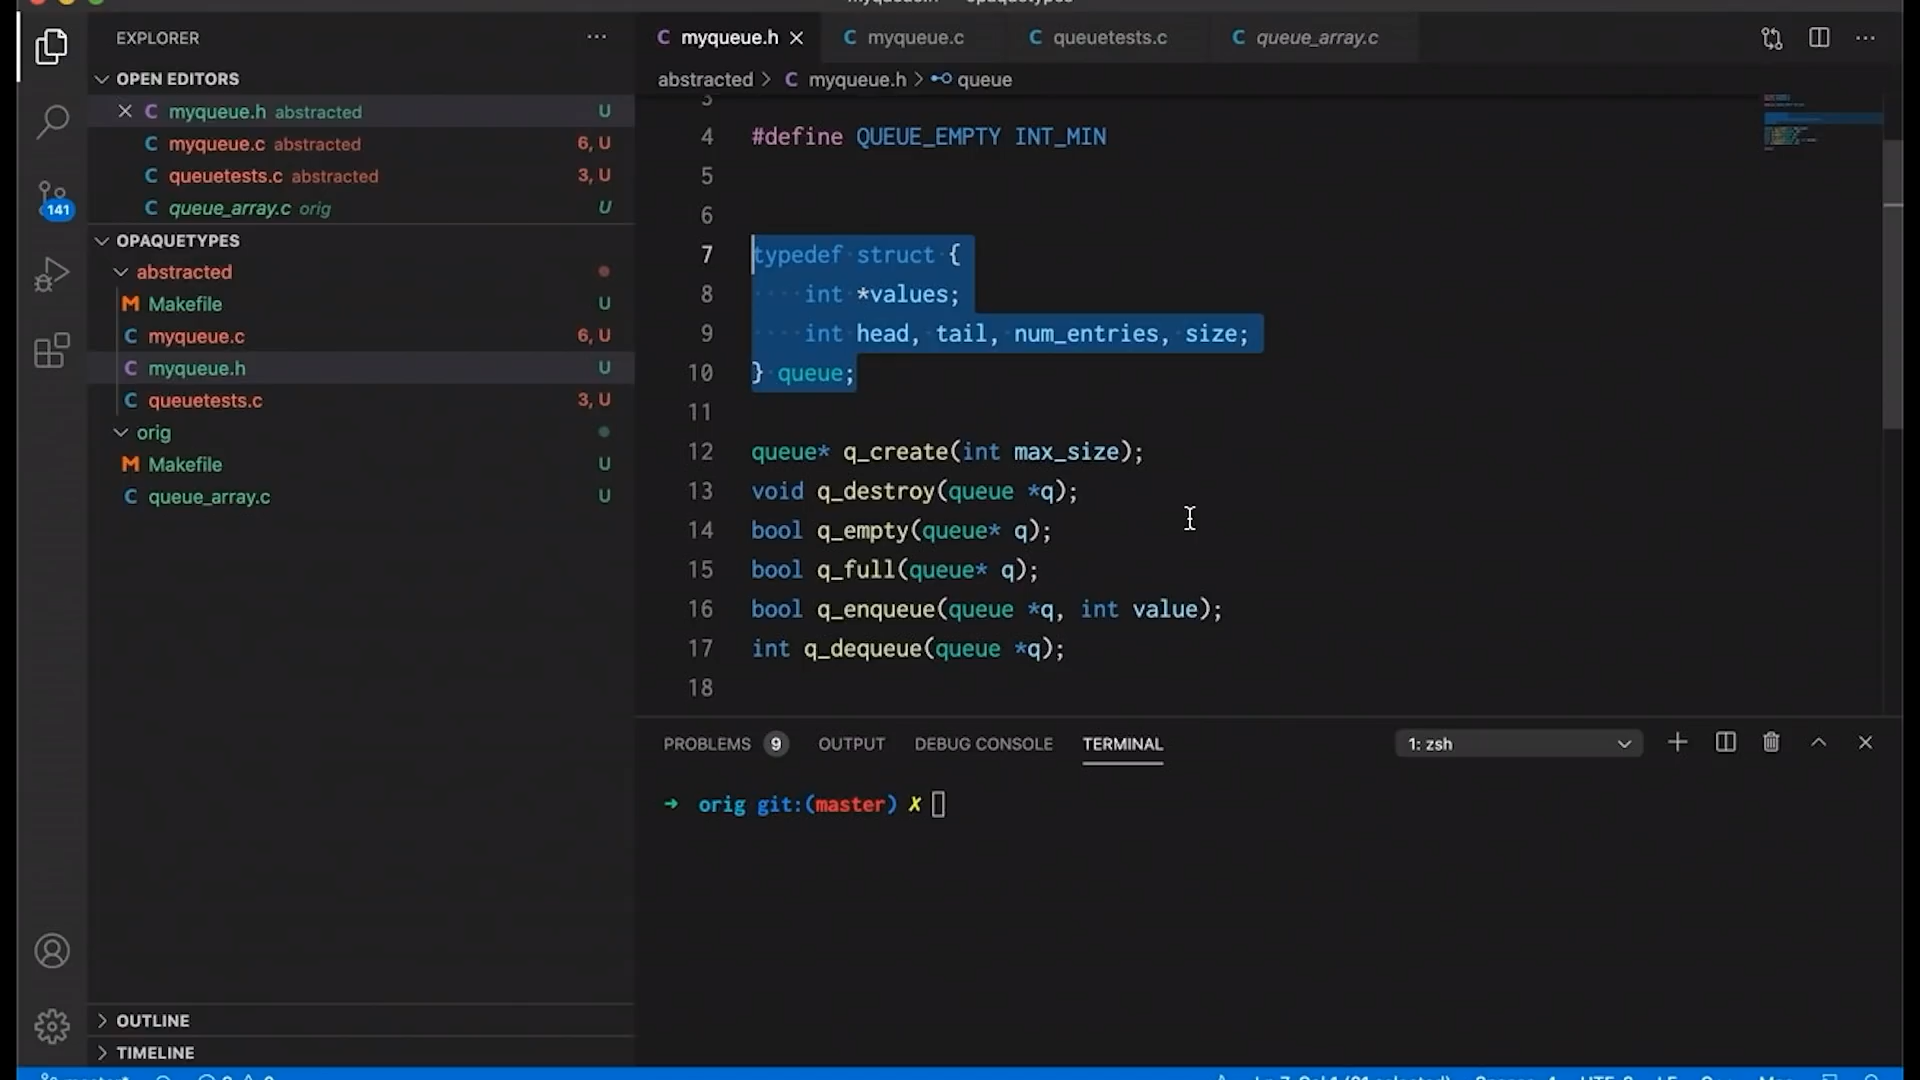 EXPLORER
OPEN EDITORS
myqueue.h abstracted U
myqueue.c abstracted 6, U
queuetests.c abstracted 3, U
queue_array.c orig U
OPAQUETYPES
abstracted
Makefile U
myqueue.c 6, U
myqueue.h U
queuetests.c 3, U
orig
Makefile U
queue_array.c U
141
OUTLINE
TIMELINE
myqueue.h myqueue.c queuetests.c queue_array.c
abstracted > C myqueue.h > queue
3
4 #define QUEUE_EMPTY INT_MIN
5
6
7 typedef struct {
8 int *values;
9 int head, tail, num_entries, size;
10 } queue;
11
12 queue* q_create(int max_size);
13 void q_destroy(queue *q);
14 bool q_empty(queue* q);
15 bool q_full(queue* q);
16 bool q_enqueue(queue *q, int value);
17 int q_dequeue(queue *q);
18
PROBLEMS 9 OUTPUT DEBUG CONSOLE TERMINAL 1: zsh
→ orig git:(master) ✗